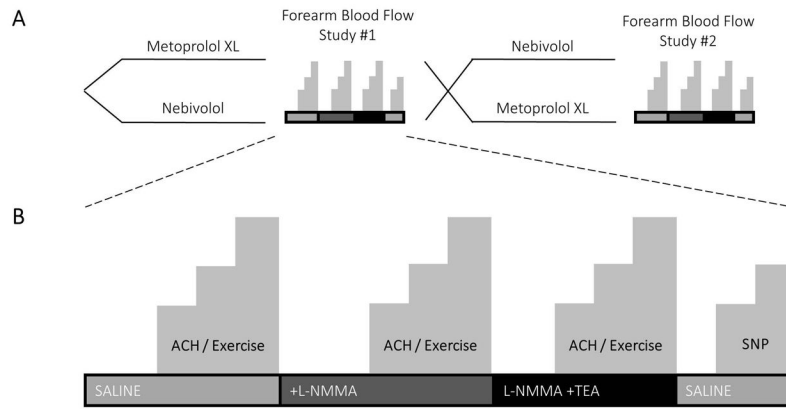 A
Metoprolol XL
Nebivolol
Forearm Blood Flow
Study #1
Nebivolol
Metoprolol XL
Forearm Blood Flow
Study #2
B
ACH / Exercise
ACH / Exercise
ACH / Exercise
SNP
SALINE
+L-NMMA
L-NMMA +TEA
SALINE